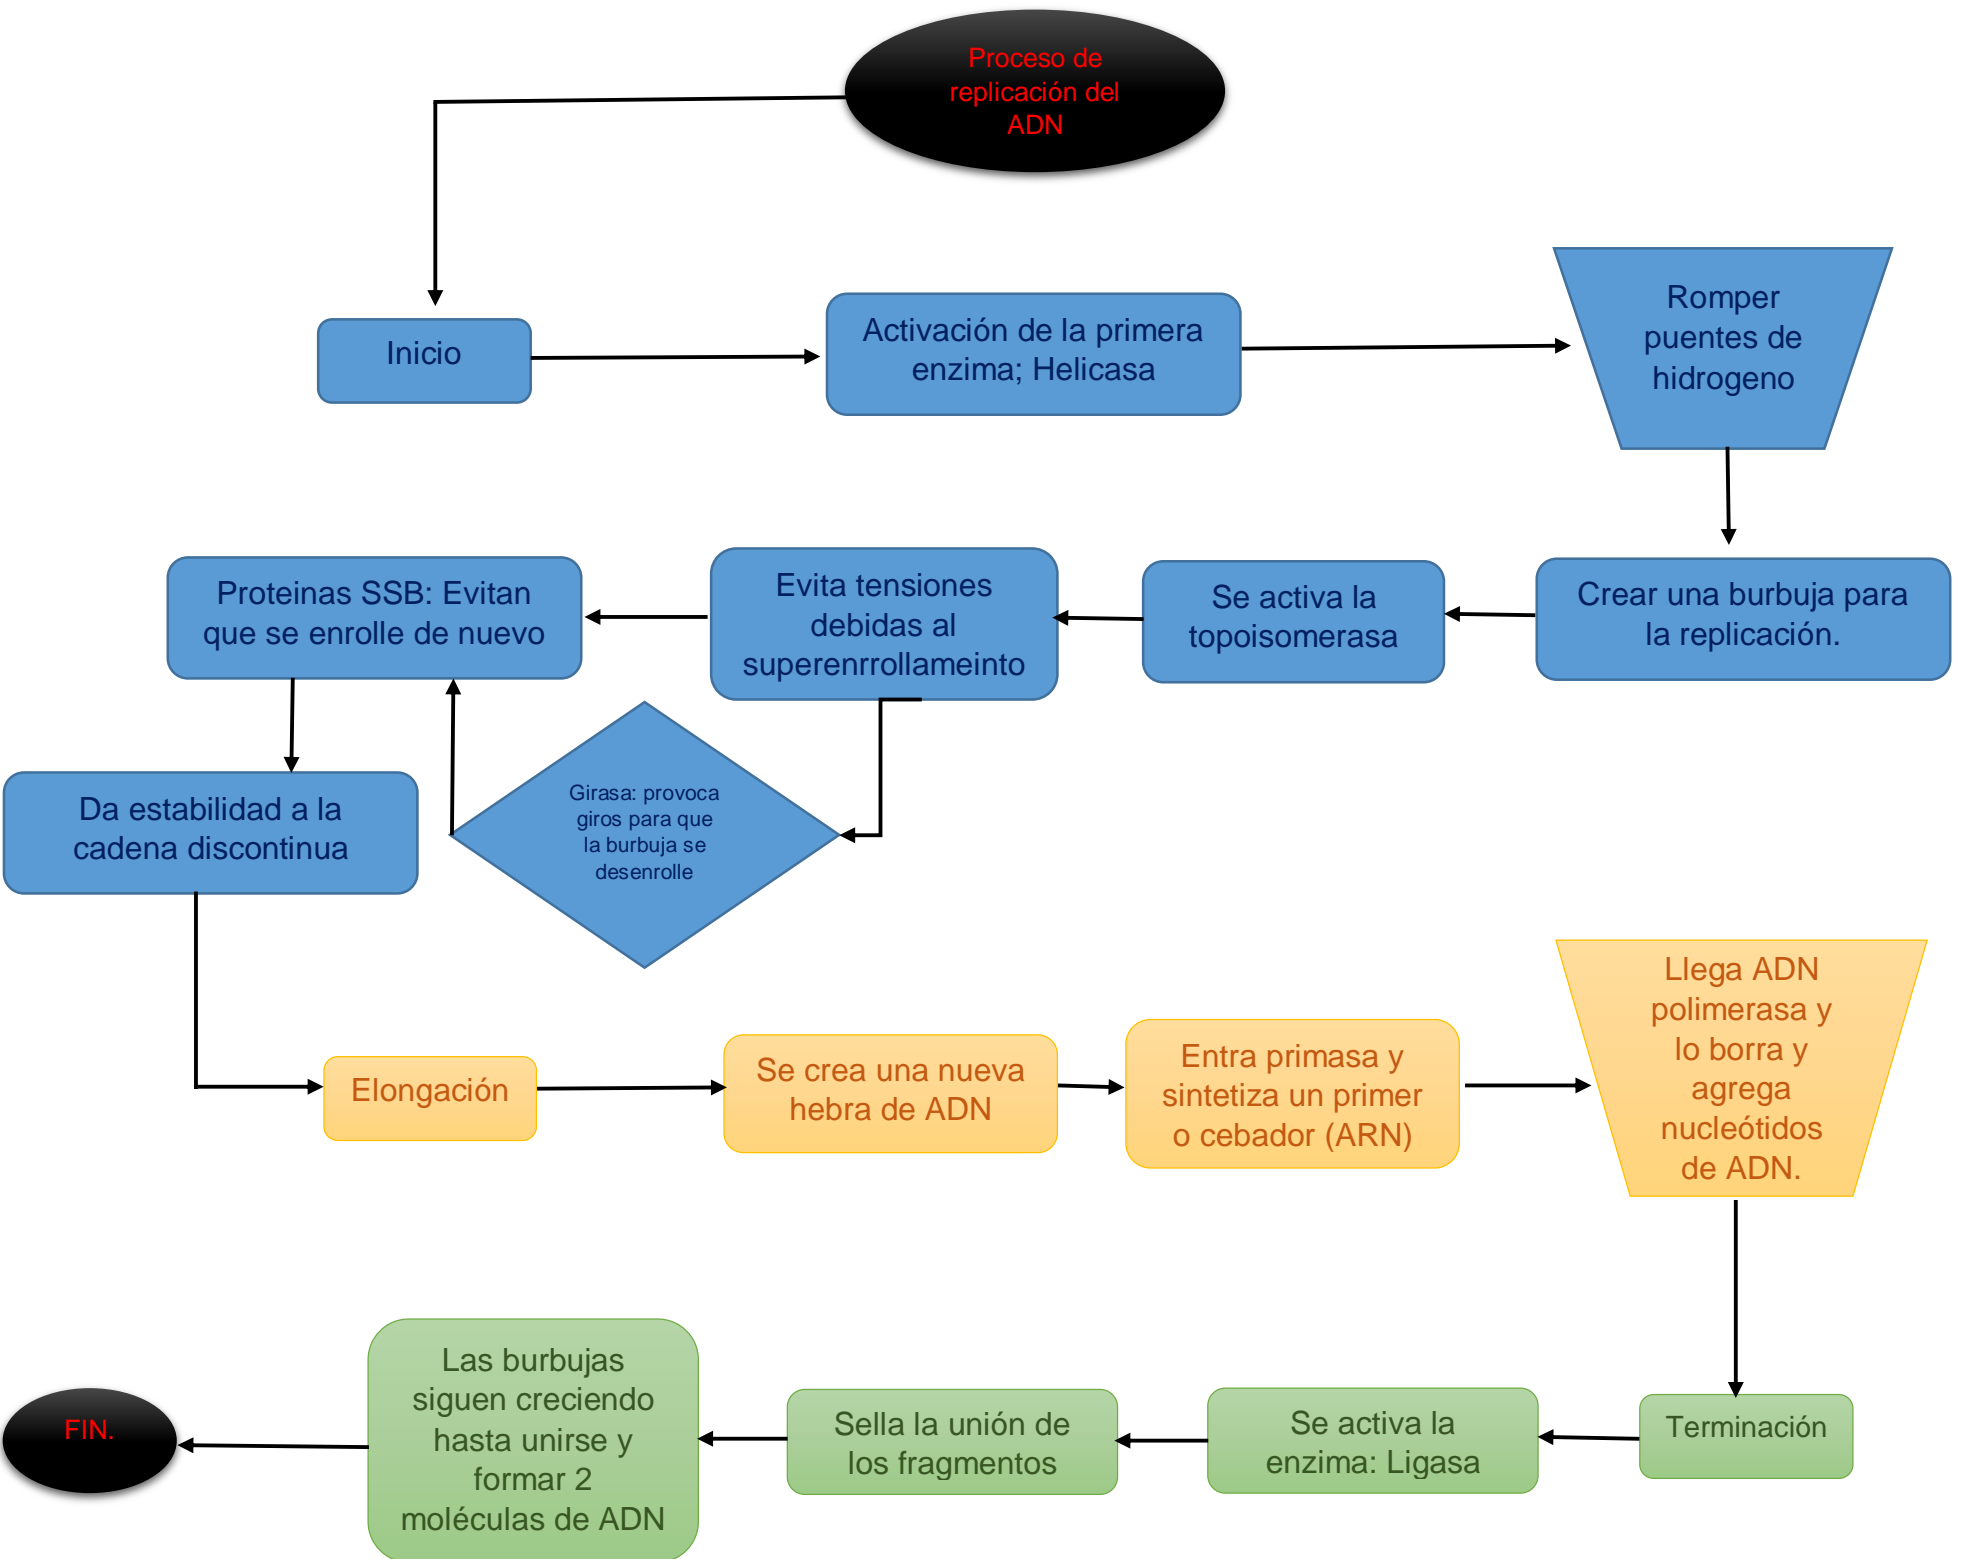 Proceso de
replicación del
ADN
Inicio
Activación de la primera
enzima; Helicasa
Romper
puentes de
hidrogeno
Crear una burbuja para
la replicación.
Se activa la
topoisomerasa
Evita tensiones
debidas al
superenrrollameinto
Proteinas SSB: Evitan
que se enrolle de nuevo
Girasa: provoca
giros para que
la burbuja se
desenrolle
Da estabilidad a la
cadena discontinua
Elongación
Se crea una nueva
hebra de ADN
Entra primasa y
sintetiza un primer
o cebador (ARN)
Llega ADN
polimerasa y
lo borra y
agrega
nucleótidos
de ADN.
Terminación
Se activa la
enzima: Ligasa
Sella la unión de
los fragmentos
Las burbujas
siguen creciendo
hasta unirse y
formar 2
moléculas de ADN
FIN.